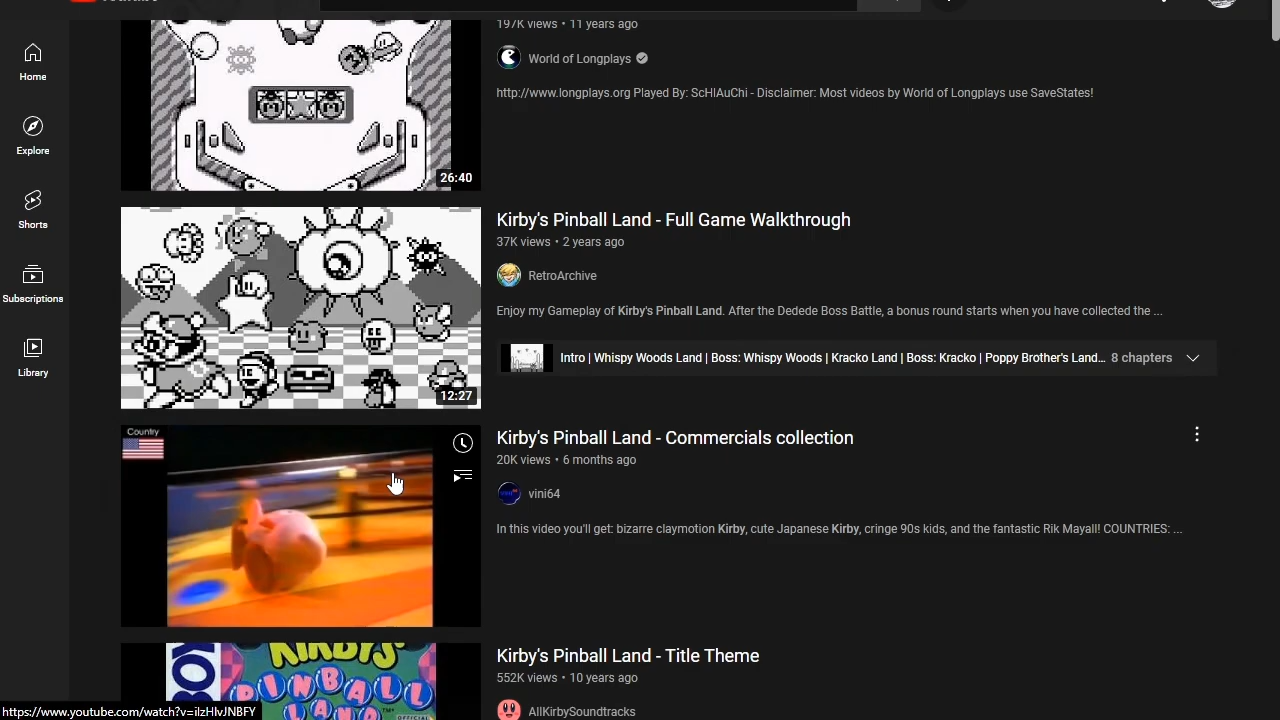 197K views • 11 years ago
Home
World of Longplays
http://www.longplays.org Played By: ScHlAuChi - Disclaimer: Most videos by World of Longplays use SaveStates!
Explore
26:40
Shorts
Kirby's Pinball Land - Full Game Walkthrough
37K views • 2 years ago
RetroArchive
Subscriptions
Enjoy my Gameplay of Kirby's Pinball Land. After the Dedede Boss Battle, a bonus round starts when you have collected the ...
Intro | Whispy Woods Land | Boss: Whispy Woods | Kracko Land | Boss: Kracko | Poppy Brother's Land... 8 chapters
Library
12:27
Country
Kirby's Pinball Land - Commercials collection
20K views • 6 months ago
vini64
In this video you'll get: bizarre claymotion Kirby, cute Japanese Kirby, cringe 90s kids, and the fantastic Rik Mayall! COUNTRIES: ...
KIRBY'S
PINBALL
LAND
Kirby's Pinball Land - Title Theme
552K views • 10 years ago
AllKirbySoundtracks